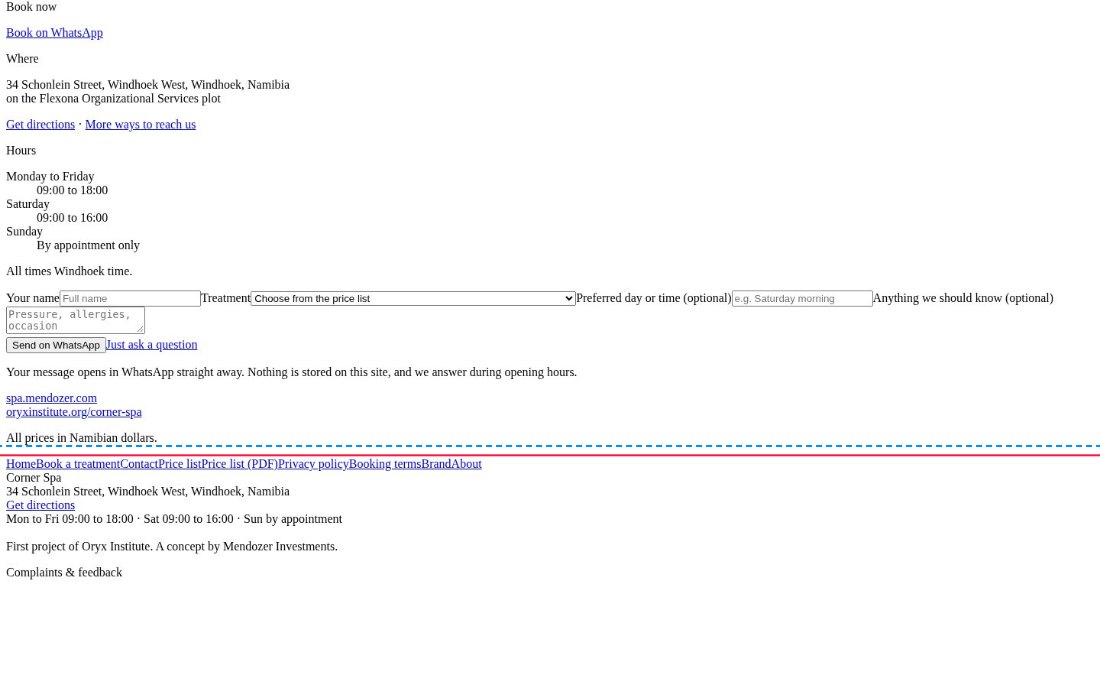 Book now
Book on WhatsApp
Where
34 Schonlein Street, Windhoek West, Windhoek, Namibia
on the Flexona Organizational Services plot
Get directions · More ways to reach us
Hours
Monday to Friday
09:00 to 18:00
Saturday
09:00 to 16:00
Sunday
By appointment only
All times Windhoek time.
Your name Full name Treatment Choose from the price list Preferred day or time (optional) e.g. Saturday morning Anything we should know (optional)
Pressure, allergies,
occasion
Send on WhatsApp Just ask a question
Your message opens in WhatsApp straight away. Nothing is stored on this site, and we answer during opening hours.
spa.mendozer.com
oryxinstitute.org/corner-spa
All prices in Namibian dollars.
HomeBook a treatmentContactPrice listPrice list (PDF)Privacy policyBooking termsBrandAbout
Corner Spa
34 Schonlein Street, Windhoek West, Windhoek, Namibia
Get directions
Mon to Fri 09:00 to 18:00 · Sat 09:00 to 16:00 · Sun by appointment
First project of Oryx Institute. A concept by Mendozer Investments.
Complaints & feedback